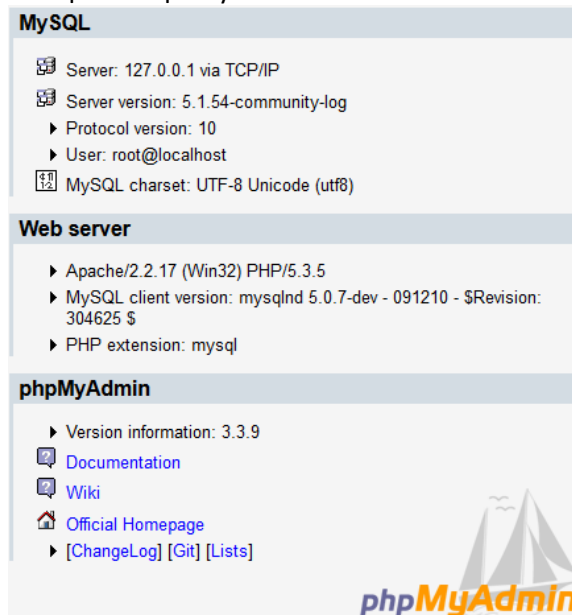 MySQL
Server: 127.0.0.1 via TCP/IP
Server version: 5.1.54-community-log
Protocol version: 10
User: root@localhost
MySQL charset: UTF-8 Unicode (utf8)
Web server
Apache/2.2.17 (Win32) PHP/5.3.5
MySQL client version: mysqlnd 5.0.7-dev - 091210 - $Revision:
304625 $
PHP extension: mysql
phpMyAdmin
Version information: 3.3.9
Documentation
Wiki
Official Homepage
[ChangeLog] [Git] [Lists]
phpMyAdmin